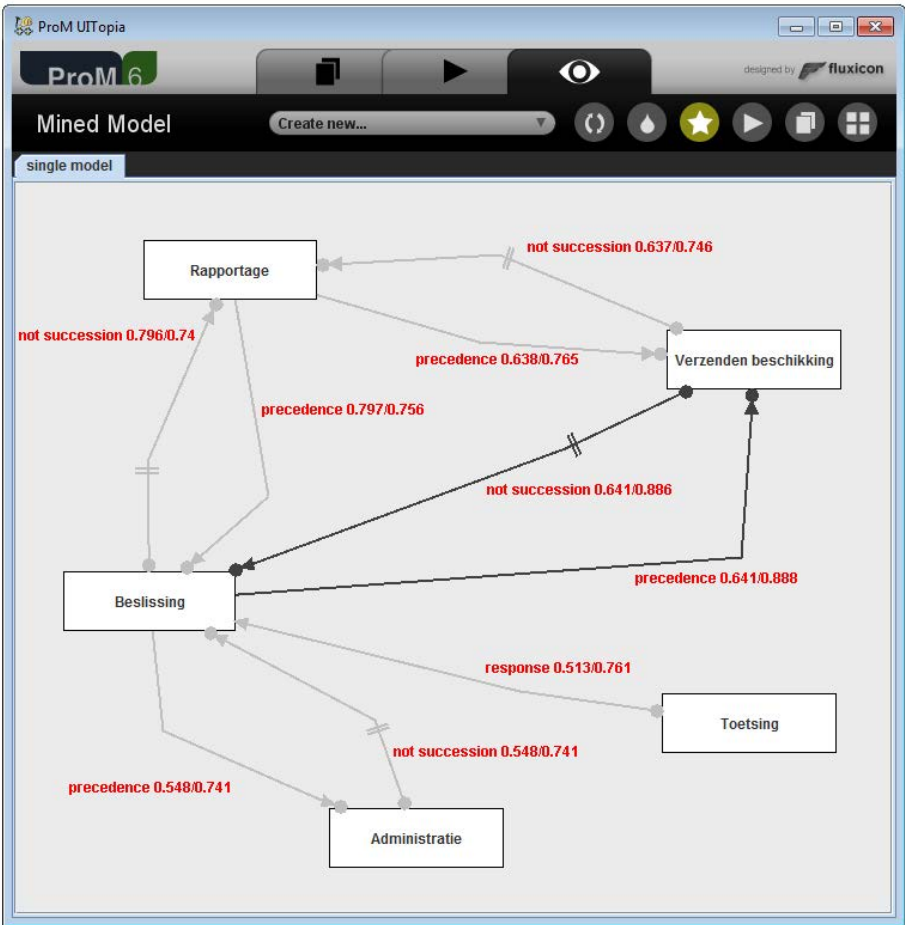 ProM UITopia
ProM 6
designed by fluxicon
Mined Model
Create new...
single model
not succession 0.637/0.746
Rapportage
not succession 0.796/0.74
precedence 0.638/0.765
Verzenden beschikking
precedence 0.797/0.756
not succession 0.641/0.886
precedence 0.641/0.888
Beslissing
response 0.513/0.761
Toetsing
not succession 0.548/0.741
precedence 0.548/0.741
Administratie